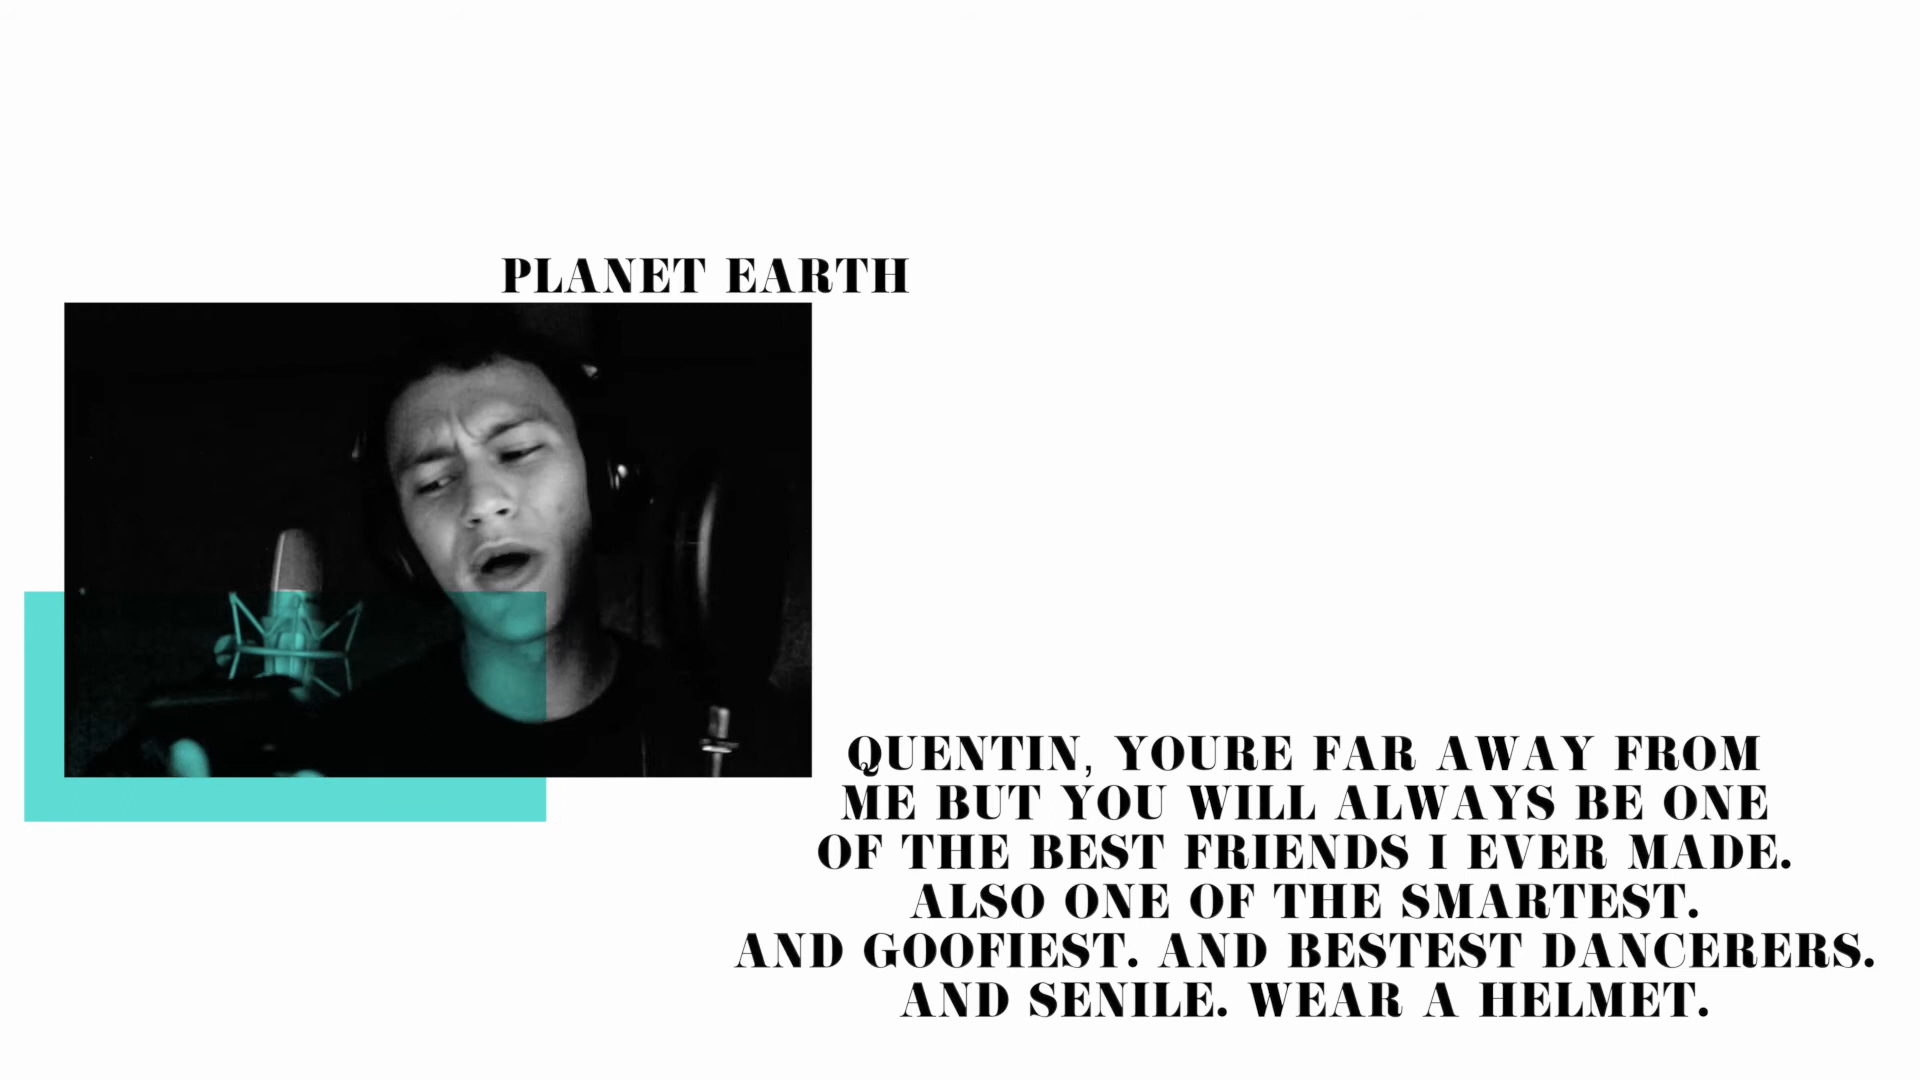 PLANET EARTH
QUENTIN, YOURE FAR AWAY FROM
ME BUT YOU WILL ALWAYS BE ONE
OF THE BEST FRIENDS I EVER MADE.
ALSO ONE OF THE SMARTEST.
AND GOOFIEST. AND BESTEST DANCERERS.
AND SENILE. WEAR A HELMET.